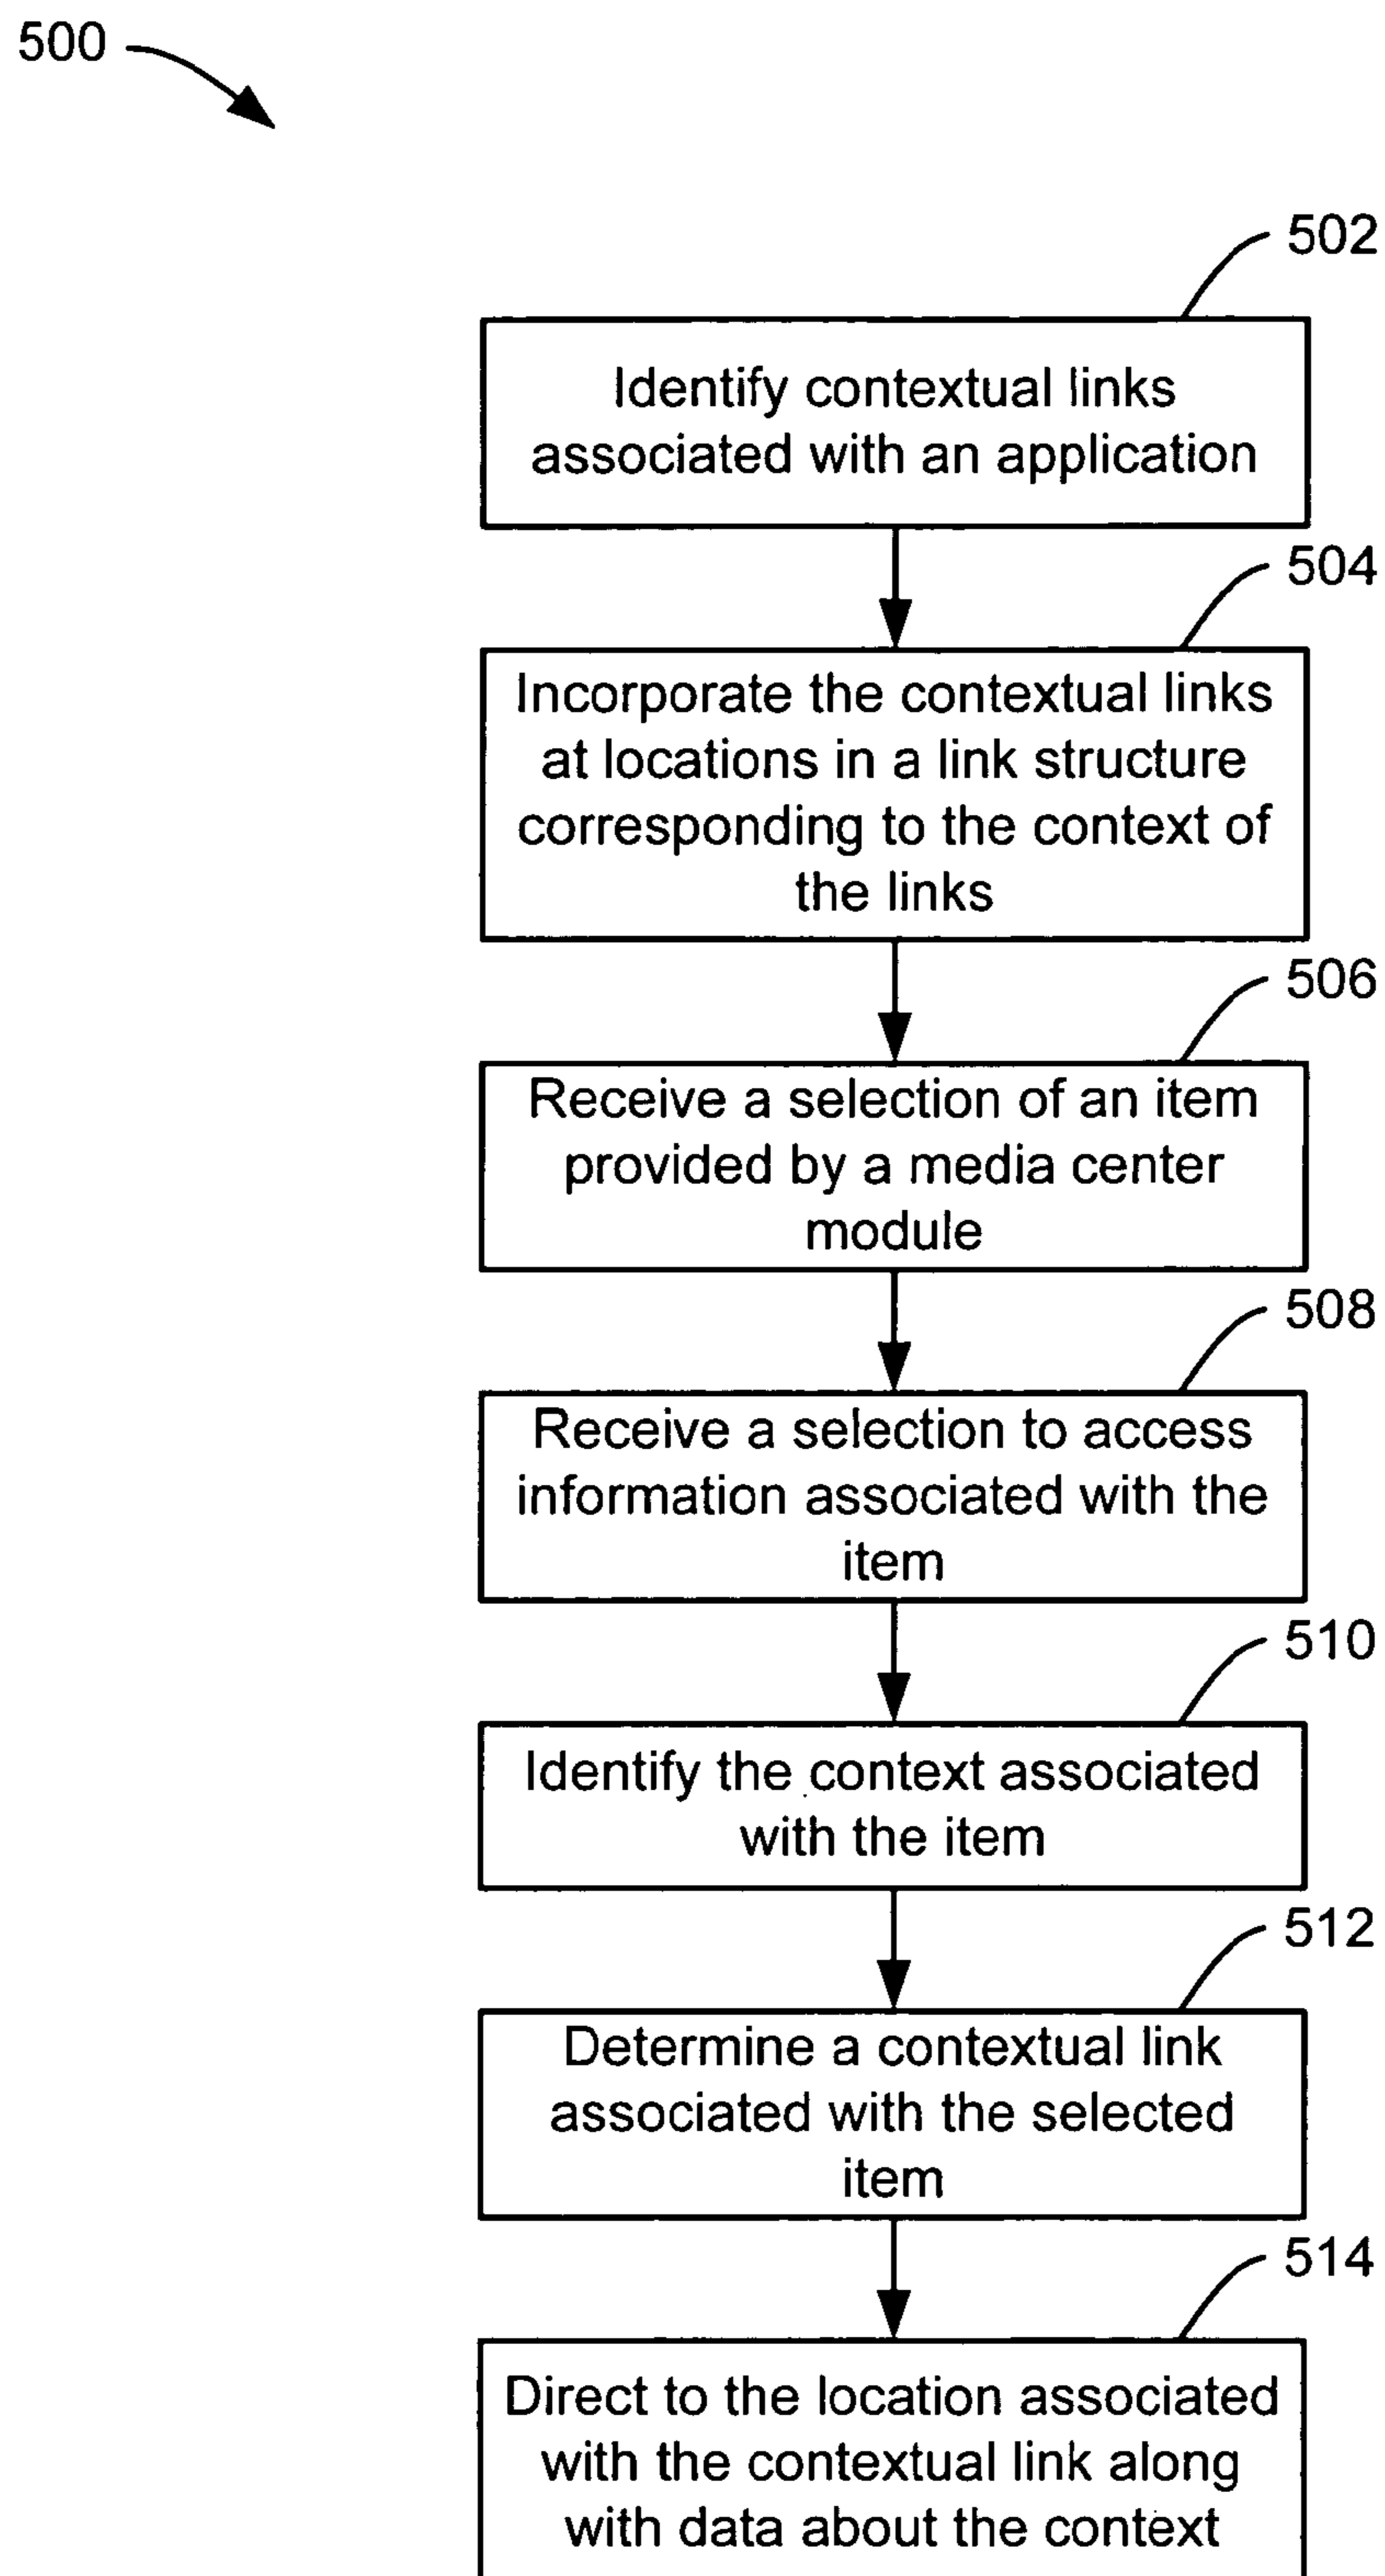 500
502
Identify contextual links
associated with an application
504
Incorporate the contextual links
at locations in a link structure
corresponding to the context of
the links
506
Receive a selection of an item
provided by a media center
module
508
Receive a selection to access
information associated with the
item
510
Identify the context associated
with the item
512
Determine a contextual link
associated with the selected
item
514
Direct to the location associated
with the contextual link along
with data about the context